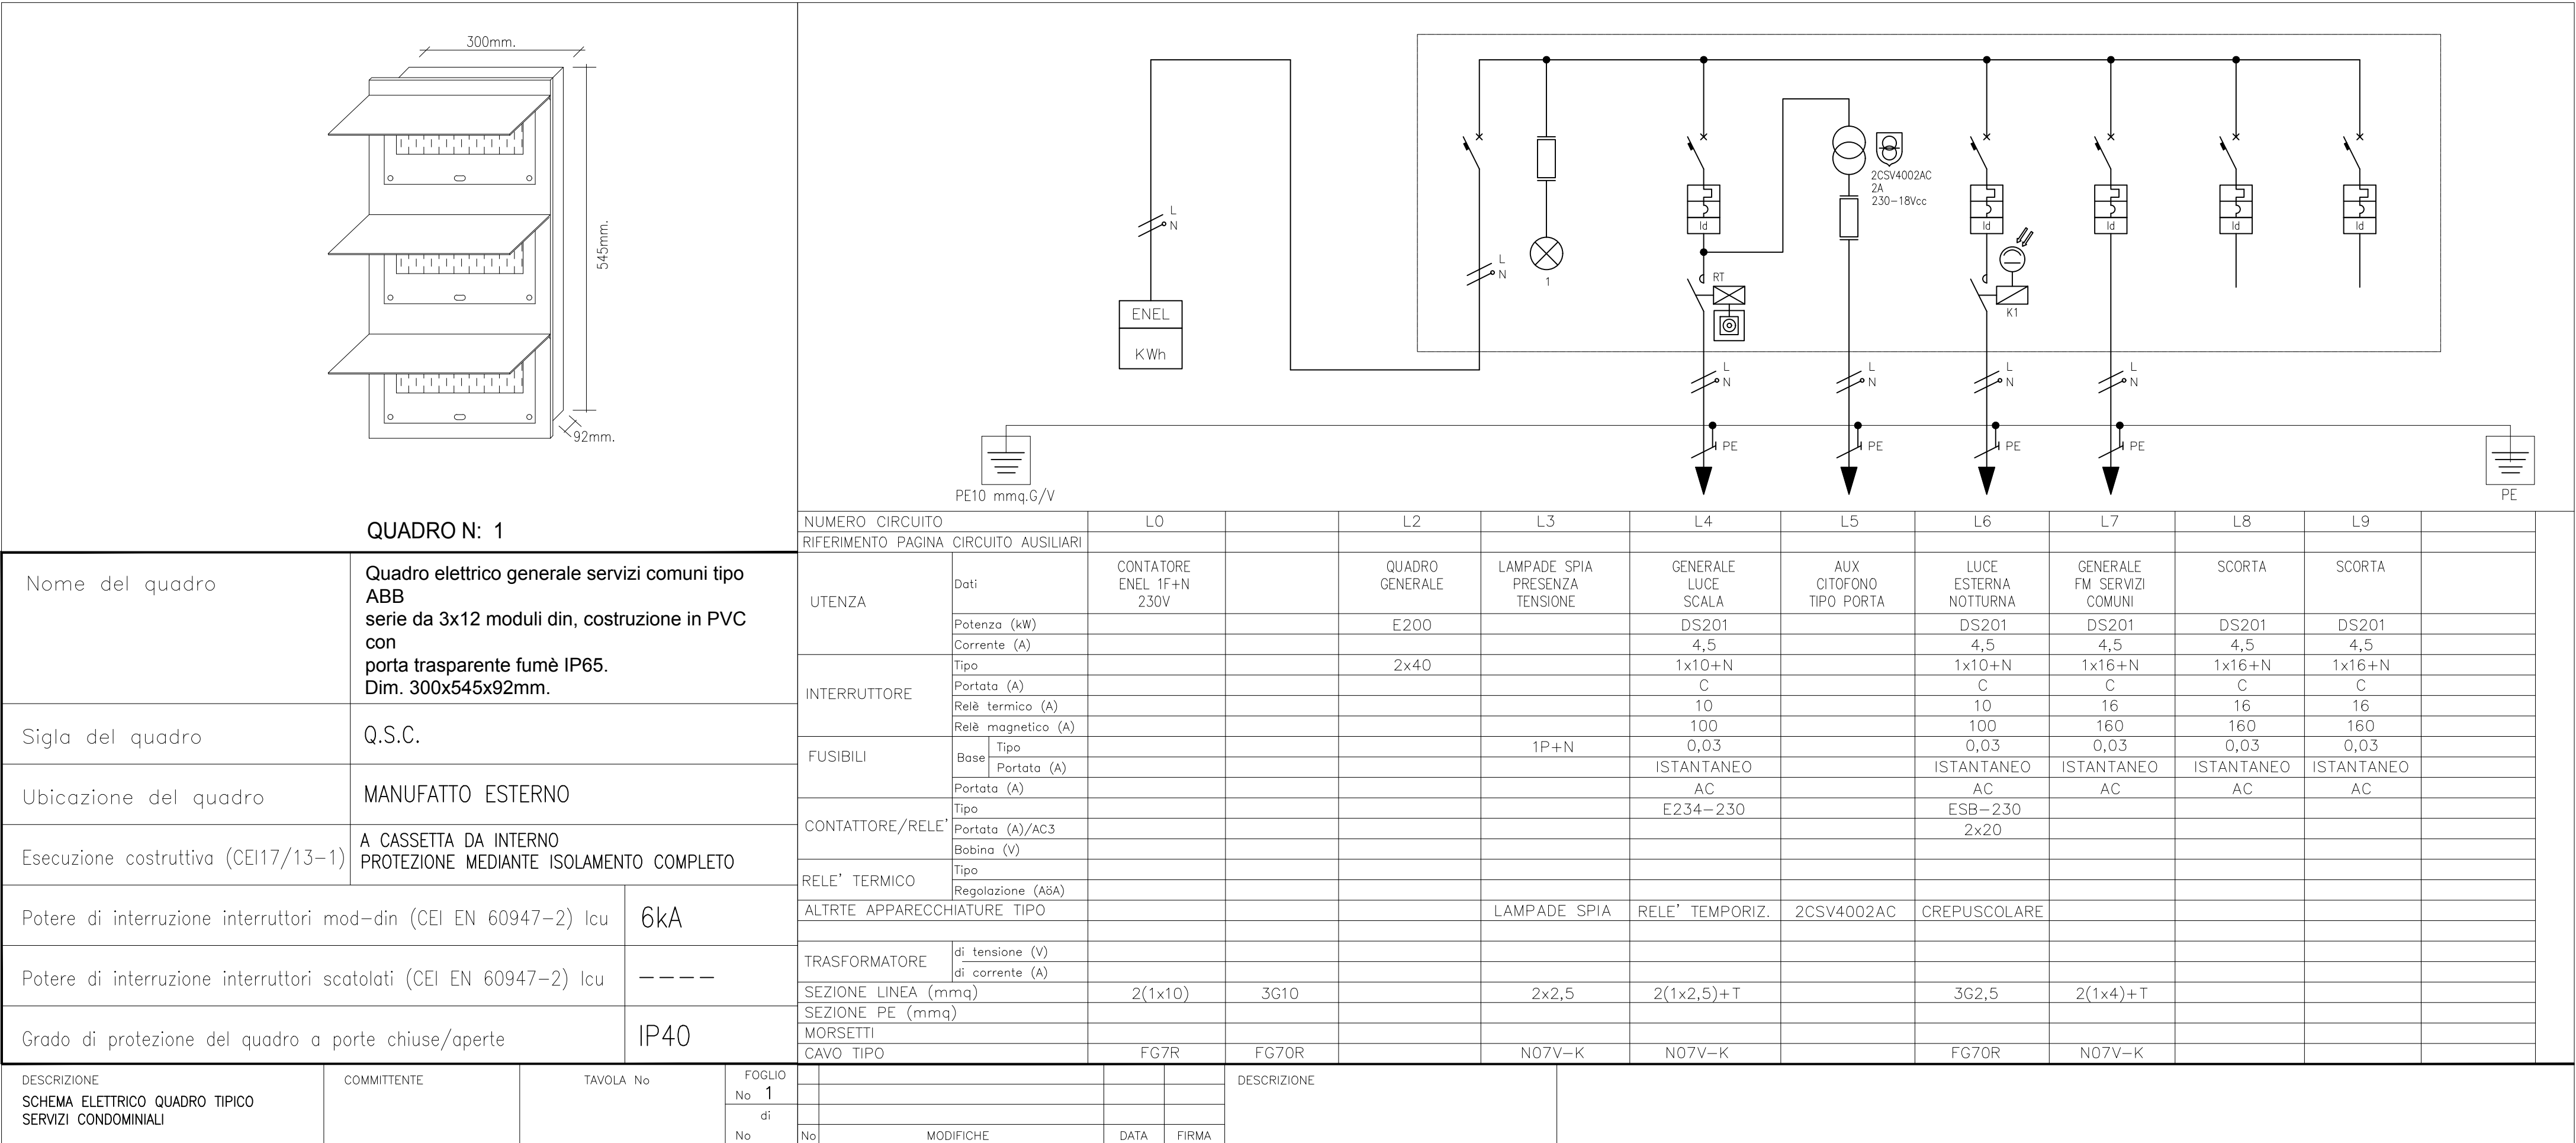 300mm.
545mm.
92mm.
QUADRO N: 1
L
N
ENEL
KWh
L
N
1
Id
RT
2CSV4002AC
2A
230-18Vcc
Id
K1
Id
Id
Id
L
N
L
N
L
N
L
N
PE
PE
PE
PE
PE10 mmq.G/V
PE
Nome del quadro
Quadro elettrico generale servizi comuni tipo
ABB
serie da 3x12 moduli din, costruzione in PVC
con
porta trasparente fumè IP65.
Dim. 300x545x92mm.
Sigla del quadro Q.S.C.
Ubicazione del quadro MANUFATTO ESTERNO
Esecuzione costruttiva (CEI17/13-1)
A CASSETTA DA INTERNO
PROTEZIONE MEDIANTE ISOLAMENTO COMPLETO
Potere di interruzione interruttori mod-din (CEI EN 60947-2) Icu 6kA
Potere di interruzione interruttori scatolati (CEI EN 60947-2) Icu ----
Grado di protezione del quadro a porte chiuse/aperte IP40
NUMERO CIRCUITO L0 L2 L3 L4 L5 L6 L7 L8 L9
RIFERIMENTO PAGINA CIRCUITO AUSILIARI
UTENZA
Dati
CONTATORE
ENEL 1F+N
230V
QUADRO
GENERALE
LAMPADE SPIA
PRESENZA
TENSIONE
GENERALE
LUCE
SCALA
AUX
CITOFONO
TIPO PORTA
LUCE
ESTERNA
NOTTURNA
GENERALE
FM SERVIZI
COMUNI
SCORTA
SCORTA
Potenza (kW) E200 DS201 DS201 DS201 DS201 DS201
Corrente (A) 4,5 4,5 4,5 4,5 4,5
INTERRUTTORE
Tipo 2x40 1x10+N 1x10+N 1x16+N 1x16+N 1x16+N
Portata (A) C C C C C
Relè termico (A) 10 10 16 16 16
Relè magnetico (A) 100 100 160 160 160
FUSIBILI
Base
Tipo 1P+N 0,03 0,03 0,03 0,03 0,03
Portata (A) ISTANTANEO ISTANTANEO ISTANTANEO ISTANTANEO ISTANTANEO
Portata (A) AC AC AC AC AC
CONTATTORE/RELE'
Tipo E234-230 ESB-230
Portata (A)/AC3 2x20
Bobina (V)
RELE' TERMICO
Tipo
Regolazione (AöA)
ALTRTE APPARECCHIATURE TIPO LAMPADE SPIA RELE' TEMPORIZ. 2CSV4002AC CREPUSCOLARE
TRASFORMATORE
di tensione (V)
di corrente (A)
SEZIONE LINEA (mmq) 2(1x10) 3G10 2x2,5 2(1x2,5)+T 3G2,5 2(1x4)+T
SEZIONE PE (mmq)
MORSETTI
CAVO TIPO FG7R FG7OR N07V-K N07V-K FG7OR N07V-K
DESCRIZIONE
SCHEMA ELETTRICO QUADRO TIPICO
SERVIZI CONDOMINIALI
COMMITTENTE
TAVOLA No
FOGLIO
No 1
di
No
No MODIFICHE DATA FIRMA
DESCRIZIONE